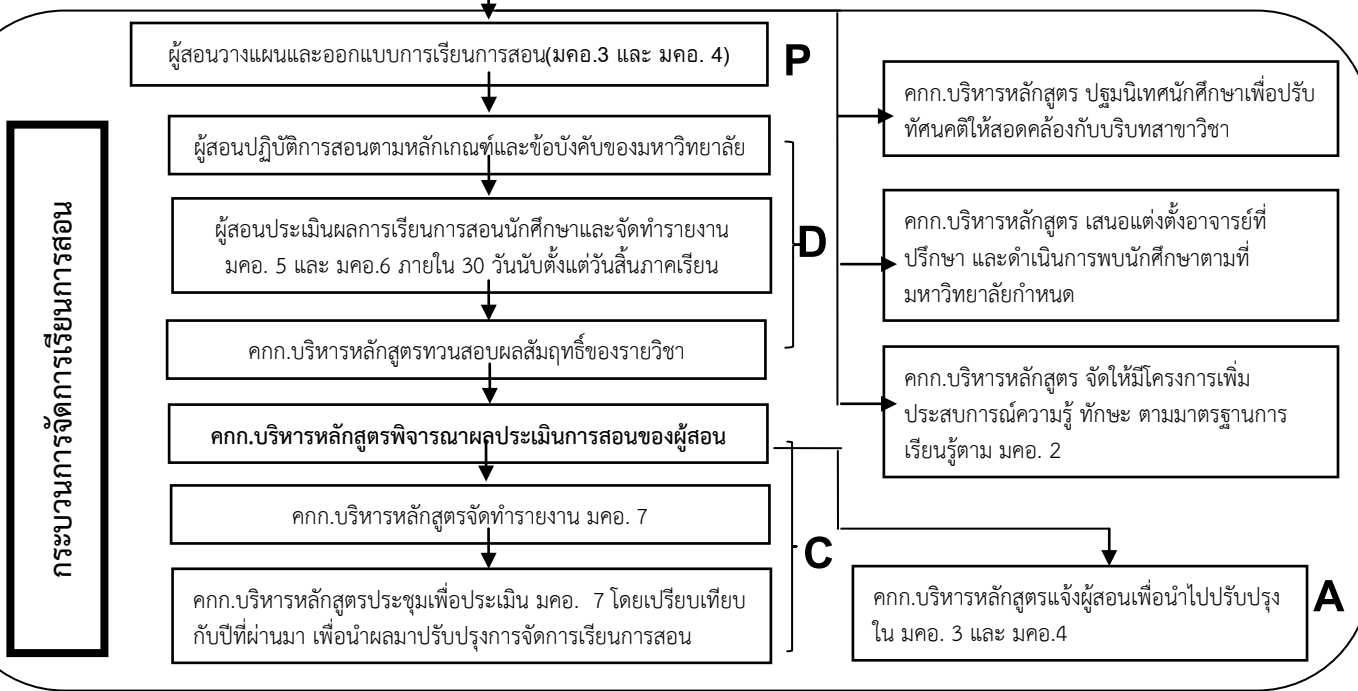 กระบวนการจัดการเรียนการสอน
ผู้สอนวางแผนและออกแบบการเรียนการสอน(มคอ.3 และ มคอ. 4)
P
ผู้สอนปฏิบัติการสอนตามหลักเกณฑ์และข้อบังคับของมหาวิทยาลัย
ผู้สอนประเมินผลการเรียนการสอนนักศึกษาและจัดทำรายงาน
มคอ. 5 และ มคอ.6 ภายใน 30 วันนับตั้งแต่วันสิ้นภาคเรียน
D
คกก.บริหารหลักสูตรทวนสอบผลสัมฤทธิ์ของรายวิชา
คกก.บริหารหลักสูตรพิจารณาผลประเมินการสอนของผู้สอน
คกก.บริหารหลักสูตรจัดทำรายงาน มคอ. 7
C
คกก.บริหารหลักสูตรประชุมเพื่อประเมิน มคอ. 7 โดยเปรียบเทียบ
กับปีที่ผ่านมา เพื่อนำผลมาปรับปรุงการจัดการเรียนการสอน
คกก.บริหารหลักสูตร ปฐมนิเทศนักศึกษาเพื่อปรับ
ทัศนคติให้สอดคล้องกับบริบทสาขาวิชา
คกก.บริหารหลักสูตร เสนอแต่งตั้งอาจารย์ที่
ปรึกษา และดำเนินการพบนักศึกษาตามที่
มหาวิทยาลัยกำหนด
คกก.บริหารหลักสูตร จัดให้มีโครงการเพิ่ม
ประสบการณ์ความรู้ ทักษะ ตามมาตรฐานการ
เรียนรู้ตาม มคอ. 2
คกก.บริหารหลักสูตรแจ้งผู้สอนเพื่อนำไปปรับปรุง
ใน มคอ. 3 และ มคอ.4
A